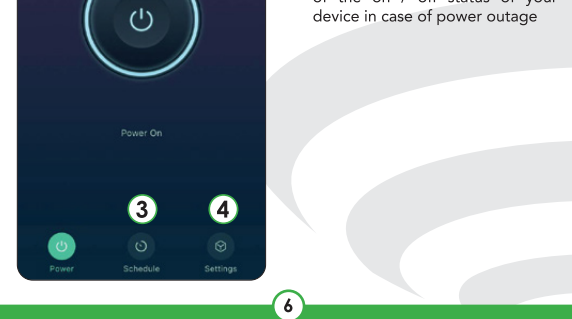 of the on / off status of your
device in case of power outage
Power On
3
4
Power
Schedule
Settings
6